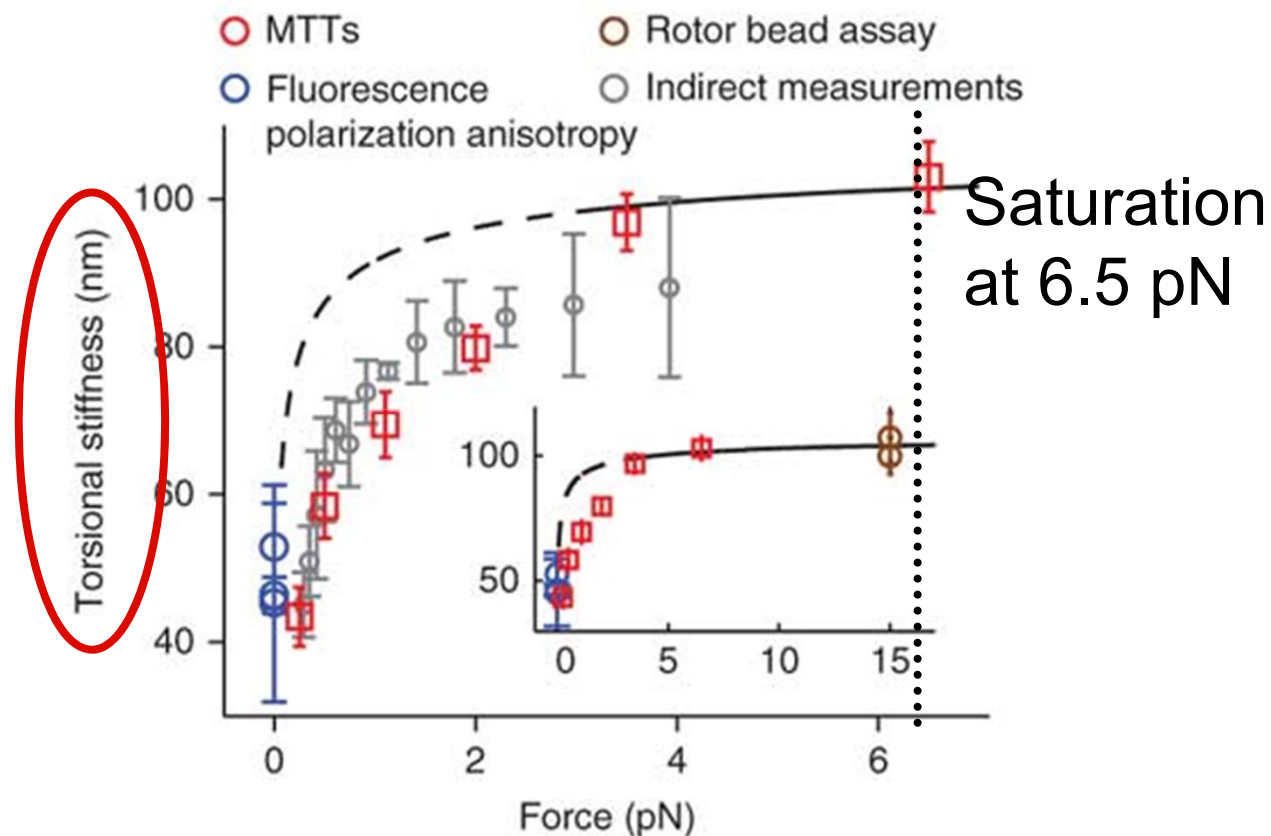 MTTs
Rotor bead assay
Fluorescence
polarization anisotropy
Indirect measurements
Saturation
at 6.5 pN
Torsional stiffness (nm)
100
80
60
40
100
50
0 5 10 15
0 2 4 6
Force (pN)